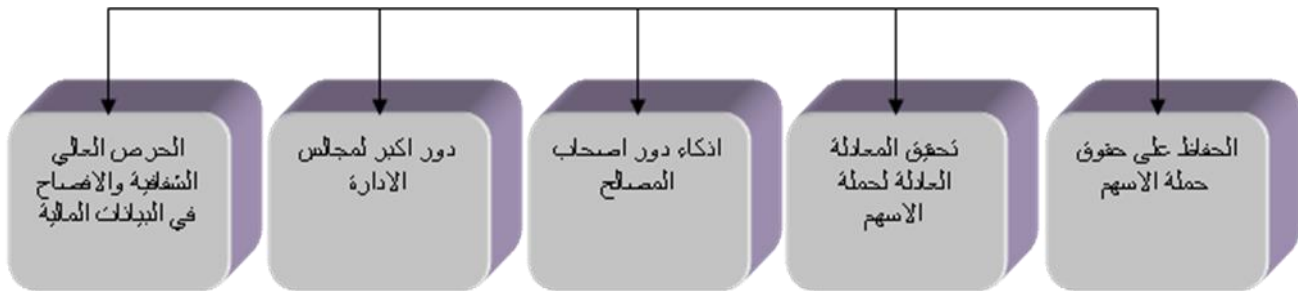 الحفاظ على حقوق
حملة الاسهم
تحقيق المعادلة
العادلة لحملة
الاسهم
اذكاء دور اصحاب
المصالح
دور اكبر لمجالس
الادارة
الحرص العالي
الشفافية والافصاح
في البيانات المالية